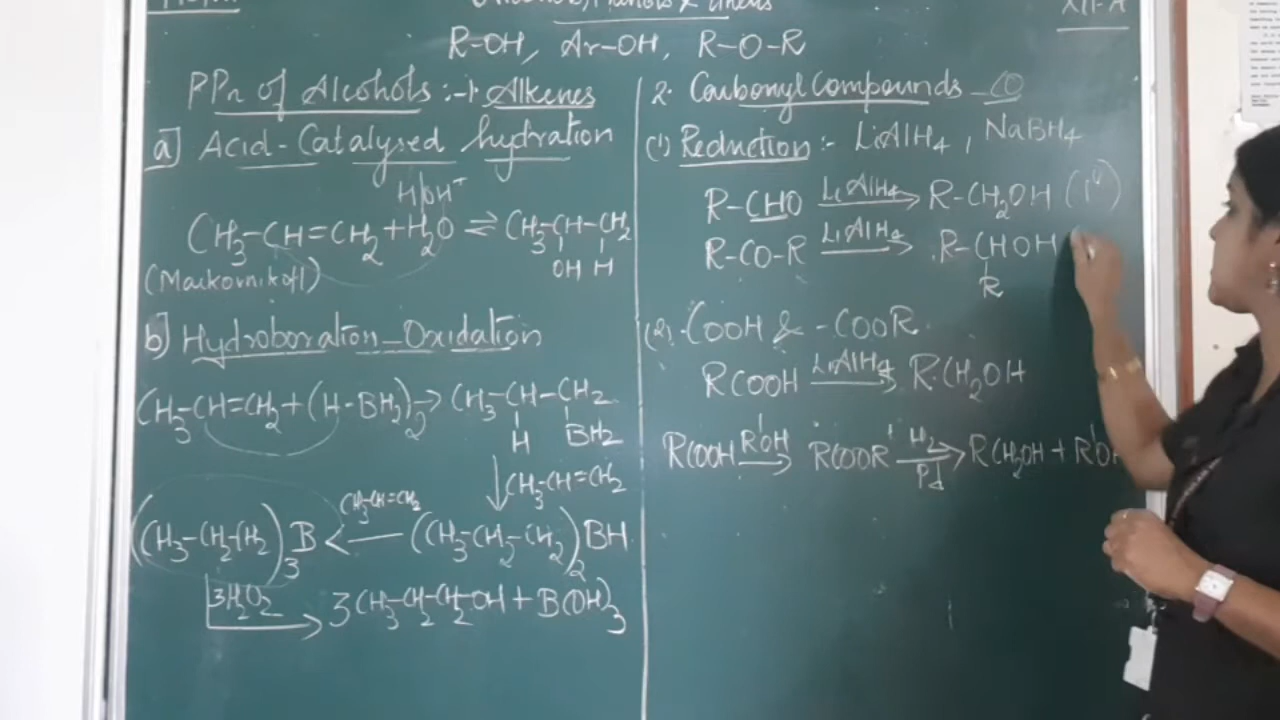 R-OH, Ar-OH, R-O-R
PPn of Alcohols :-1. Alkenes
a] Acid-Catalysed hydration
H|OH+
CH3-CH=CH2+H2O ⇌ CH3-CH-CH2
OH H
(Markovnikoff)
b] Hydroboration-Oxidation
CH3-CH=CH2+(H-BH2)2→ CH3-CH-CH2
H BH2
↓CH3-CH=CH2
(CH3-CH2-CH2)3B <— CH3-CH=CH2 (CH3-CH2-CH2)2BH
3H2O2 → 3CH3-CH2-CH2-OH + B(OH)3
2. Carbonyl Compounds -CO
(1) Reduction:- LiAlH4, NaBH4
R-CHO LiAlH4 → R-CH2OH (1°)
R-CO-R LiAlH4 → R-CHOH
R
(2). COOH & -COOR
RCOOH LiAlH4 → R.CH2OH
RCOOH R'OH → RCOOR' H2 Pd → RCH2OH + R'OH